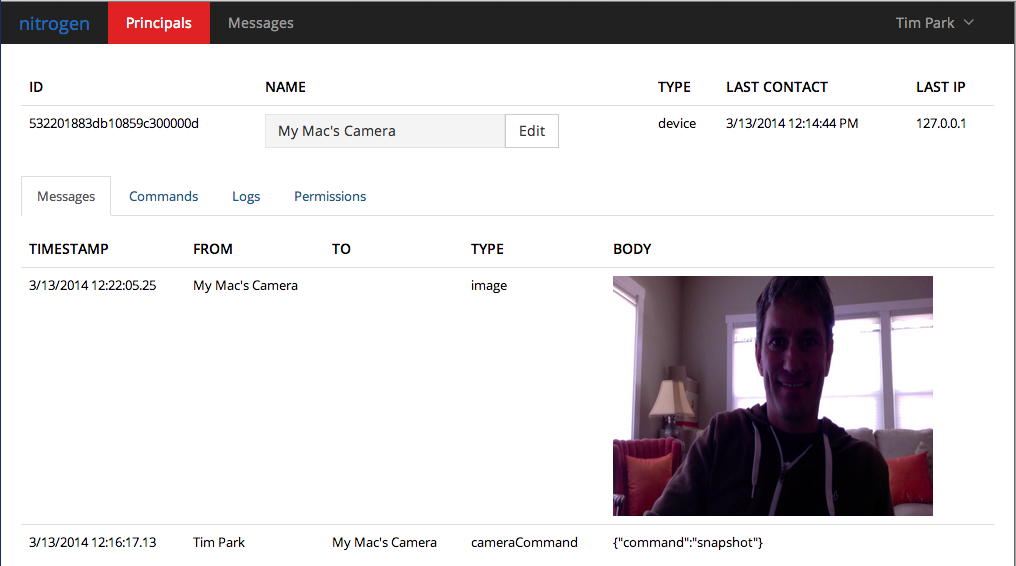 nitrogen Principals Messages Tim Park
ID NAME TYPE LAST CONTACT LAST IP
532201883db10859c300000d My Mac's Camera Edit device 3/13/2014 12:14:44 PM 127.0.0.1
Messages Commands Logs Permissions
TIMESTAMP FROM TO TYPE BODY
3/13/2014 12:22:05.25 My Mac's Camera image
3/13/2014 12:16:17.13 Tim Park My Mac's Camera cameraCommand {"command":"snapshot"}